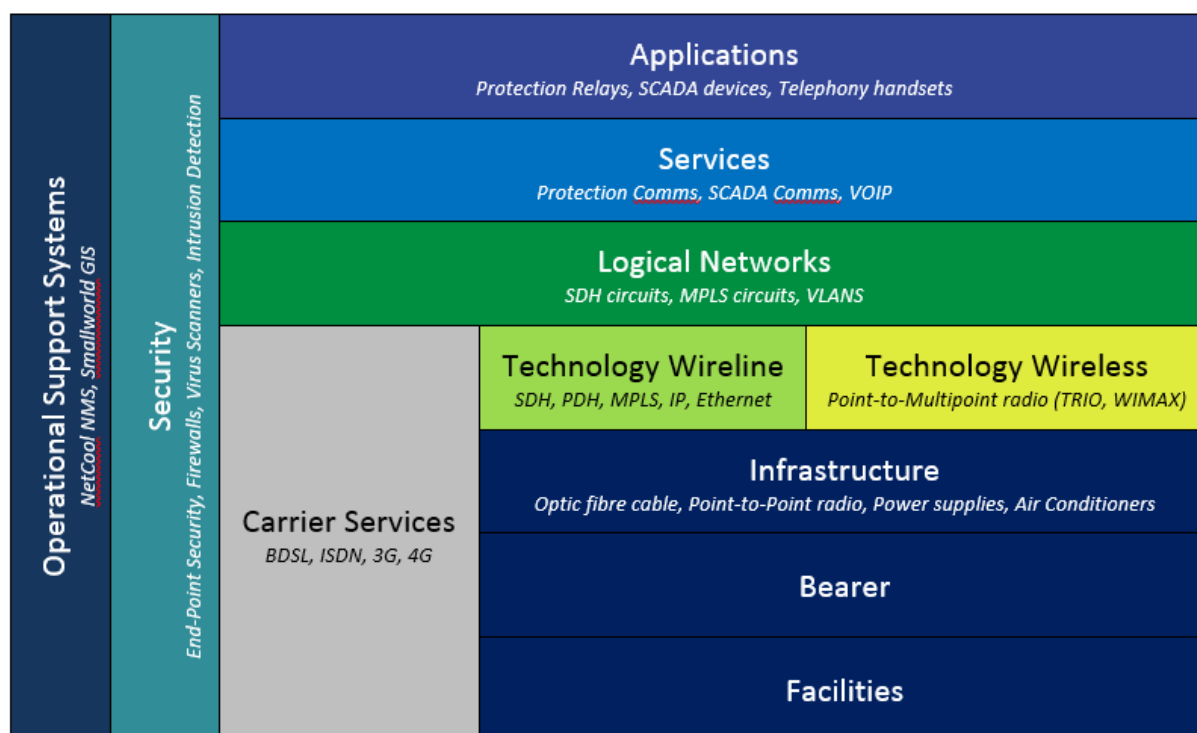 Operational Support Systems
NetCool NMS, Smallworld GIS
Security
End-Point Security, Firewalls, Virus Scanners, Intrusion Detection
Applications
Protection Relays, SCADA devices, Telephony handsets
Services
Protection Comms, SCADA Comms, VOIP
Logical Networks
SDH circuits, MPLS circuits, VLANS
Carrier Services
BDSL, ISDN, 3G, 4G
Technology Wireline
SDH, PDH, MPLS, IP, Ethernet
Technology Wireless
Point-to-Multipoint radio (TRIO, WIMAX)
Infrastructure
Optic fibre cable, Point-to-Point radio, Power supplies, Air Conditioners
Bearer
Facilities